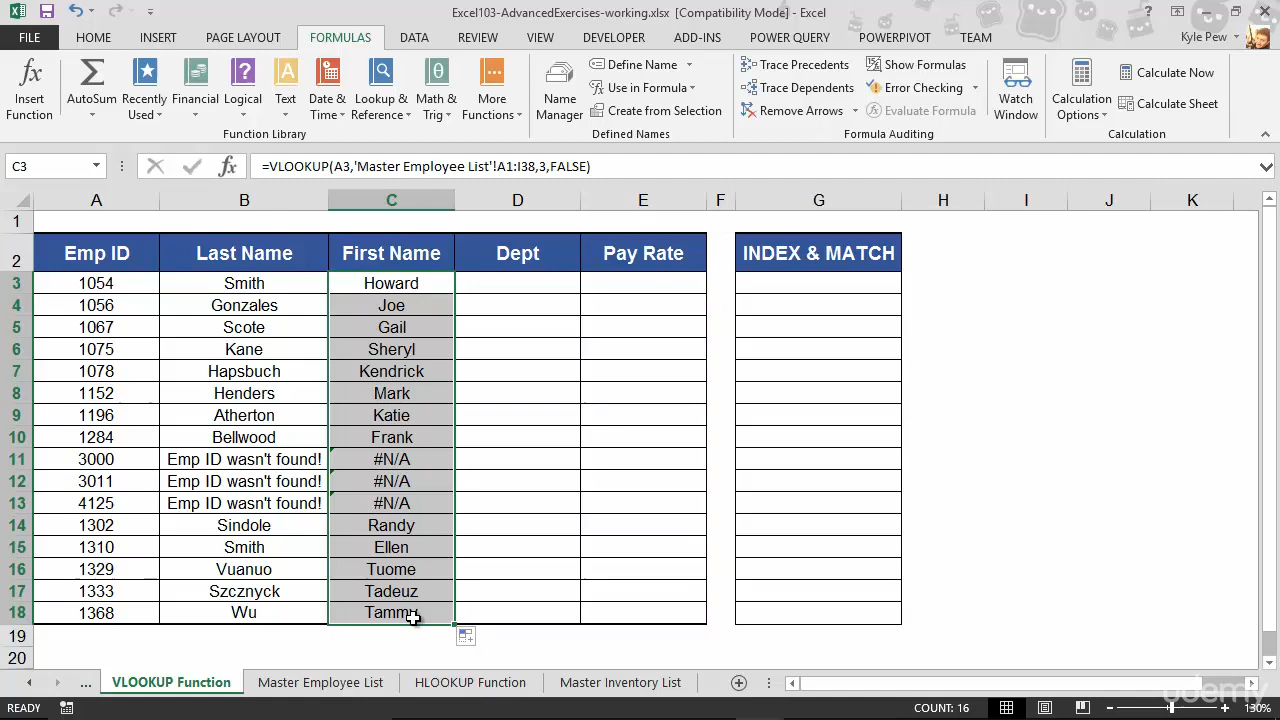 Excel103-AdvancedExercises-working.xlsx [Compatibility Mode] - Excel
FILE HOME INSERT PAGE LAYOUT FORMULAS DATA REVIEW VIEW DEVELOPER ADD-INS POWER QUERY POWERPIVOT TEAM Kyle Pew
Insert Function
AutoSum
Recently Used
Financial
Logical
Text
Date & Time
Lookup & Reference
Math & Trig
More Functions
Function Library
Name Manager
Define Name
Use in Formula
Create from Selection
Defined Names
Trace Precedents
Trace Dependents
Remove Arrows
Show Formulas
Error Checking
Evaluate Formula
Formula Auditing
Watch Window
Calculation Options
Calculate Now
Calculate Sheet
Calculation
C3 fx =VLOOKUP(A3,'Master Employee List'!A1:I38,3,FALSE)
A B C D E F G H I J K
1
2 Emp ID Last Name First Name Dept Pay Rate INDEX & MATCH
3 1054 Smith Howard
4 1056 Gonzales Joe
5 1067 Scote Gail
6 1075 Kane Sheryl
7 1078 Hapsbuch Kendrick
8 1152 Henders Mark
9 1196 Atherton Katie
10 1284 Bellwood Frank
11 3000 Emp ID wasn't found! #N/A
12 3011 Emp ID wasn't found! #N/A
13 4125 Emp ID wasn't found! #N/A
14 1302 Sindole Randy
15 1310 Smith Ellen
16 1329 Vuanuo Tuome
17 1333 Szcznyck Tadeuz
18 1368 Wu Tammy
19
20
... VLOOKUP Function Master Employee List HLOOKUP Function Master Inventory List
READY COUNT: 16 130%
udemy